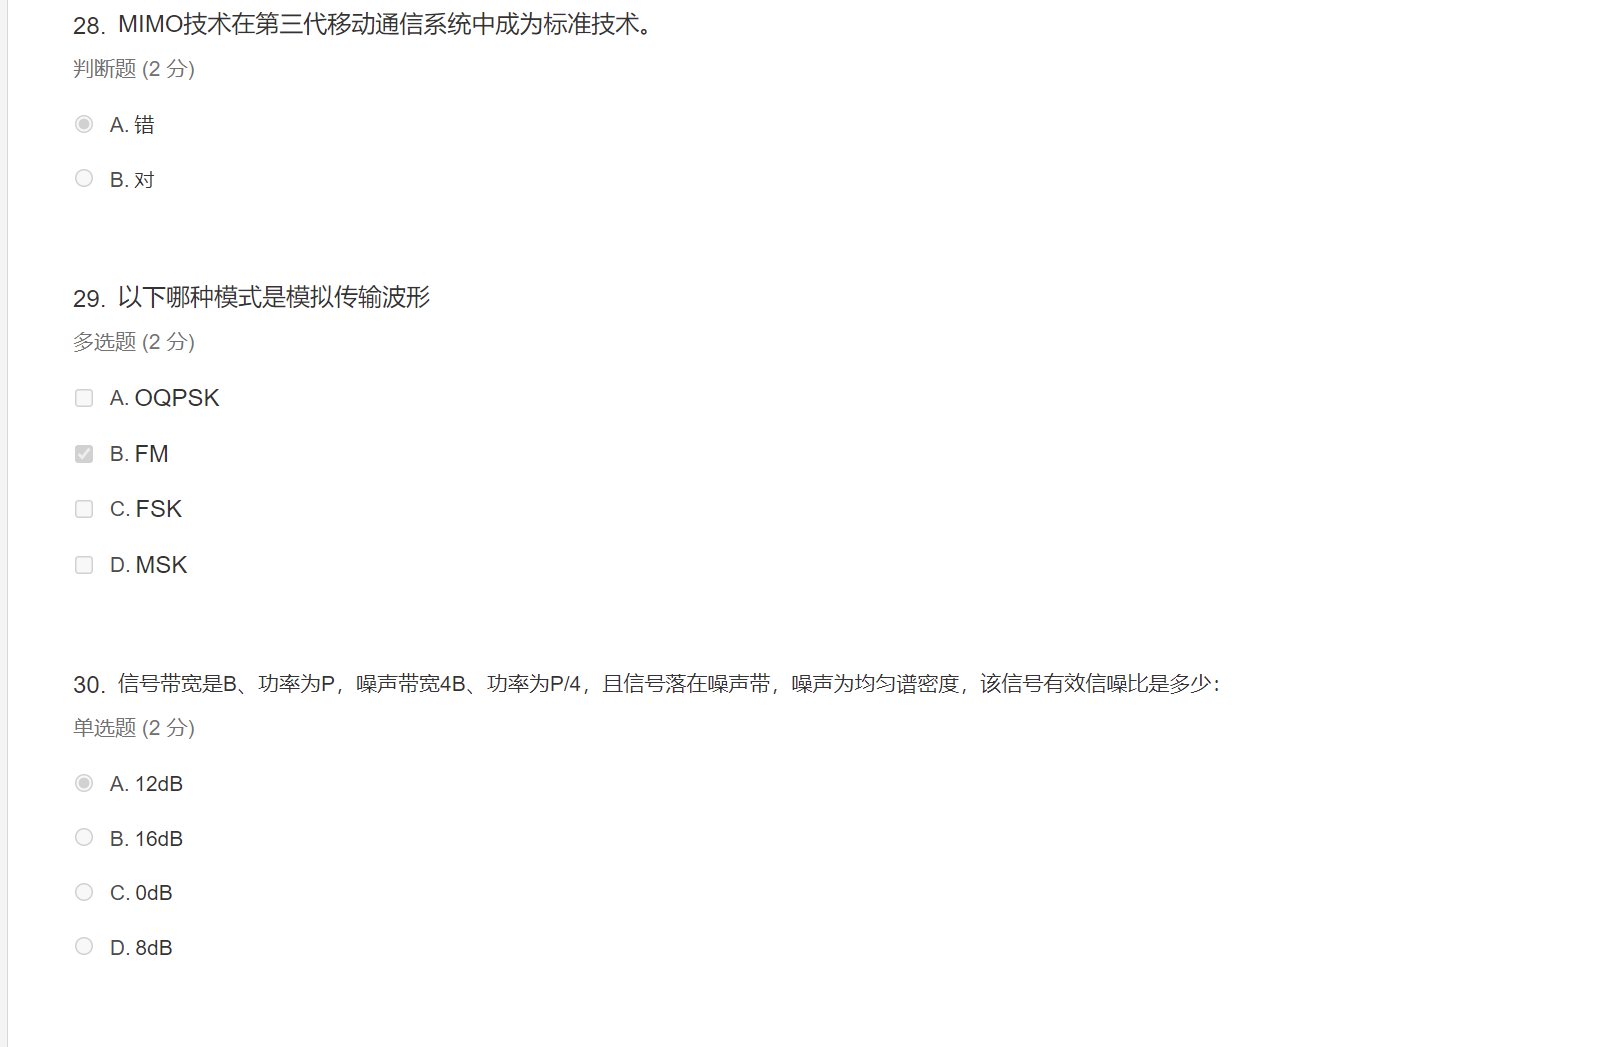 28. MIMO技术在第三代移动通信系统中成为标准技术。
判断题 (2 分)
A. 错
B. 对
29. 以下哪种模式是模拟传输波形
多选题 (2 分)
A. OQPSK
B. FM
C. FSK
D. MSK
30. 信号带宽是B、功率为P，噪声带宽4B、功率为P/4，且信号落在噪声带，噪声为均匀谱密度，该信号有效信噪比是多少：
单选题 (2 分)
A. 12dB
B. 16dB
C. 0dB
D. 8dB